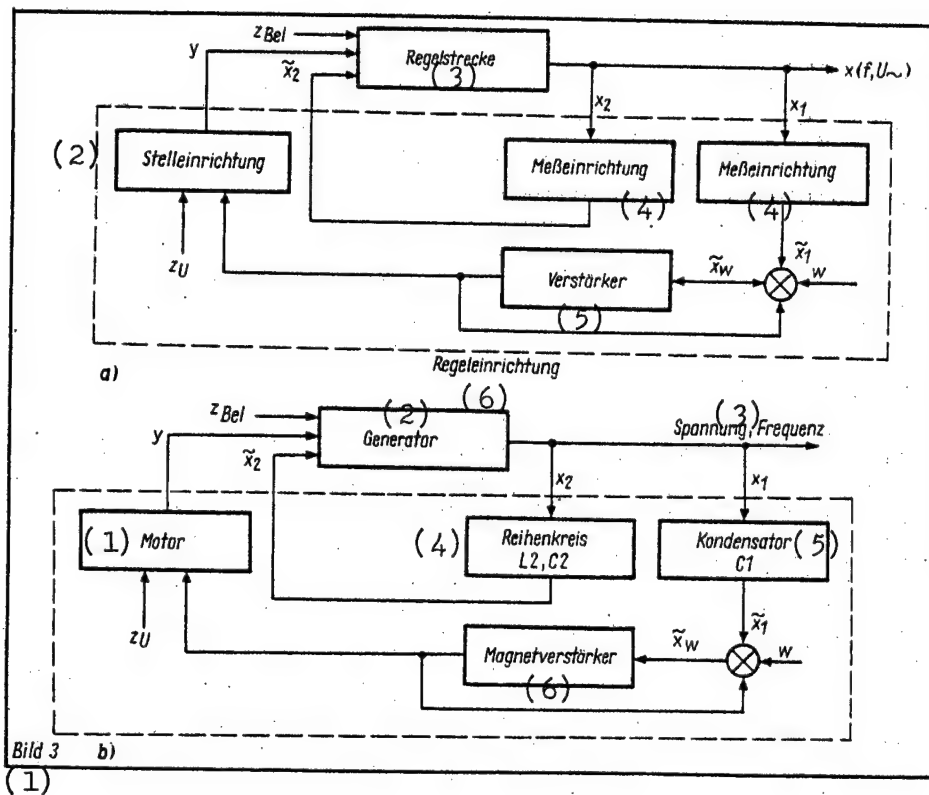 z Bel
y
Regelstrecke
(3)
x̃2
x(f,U~)
x2
x1
(2)
Stelleinrichtung
Meßeinrichtung
(4)
Meßeinrichtung
(4)
zU
Verstärker
(5)
x̃w
x̃1
w
a)
Regeleinrichtung
(6)
z Bel
y
(2)
Generator
x̃2
(3)
Spannung, Frequenz
x2
x1
(1) Motor
(4)
Reihenkreis
L2, C2
Kondensator (5)
C1
zU
Magnetverstärker
(6)
x̃w
x̃1
w
Bild 3
b)
(1)